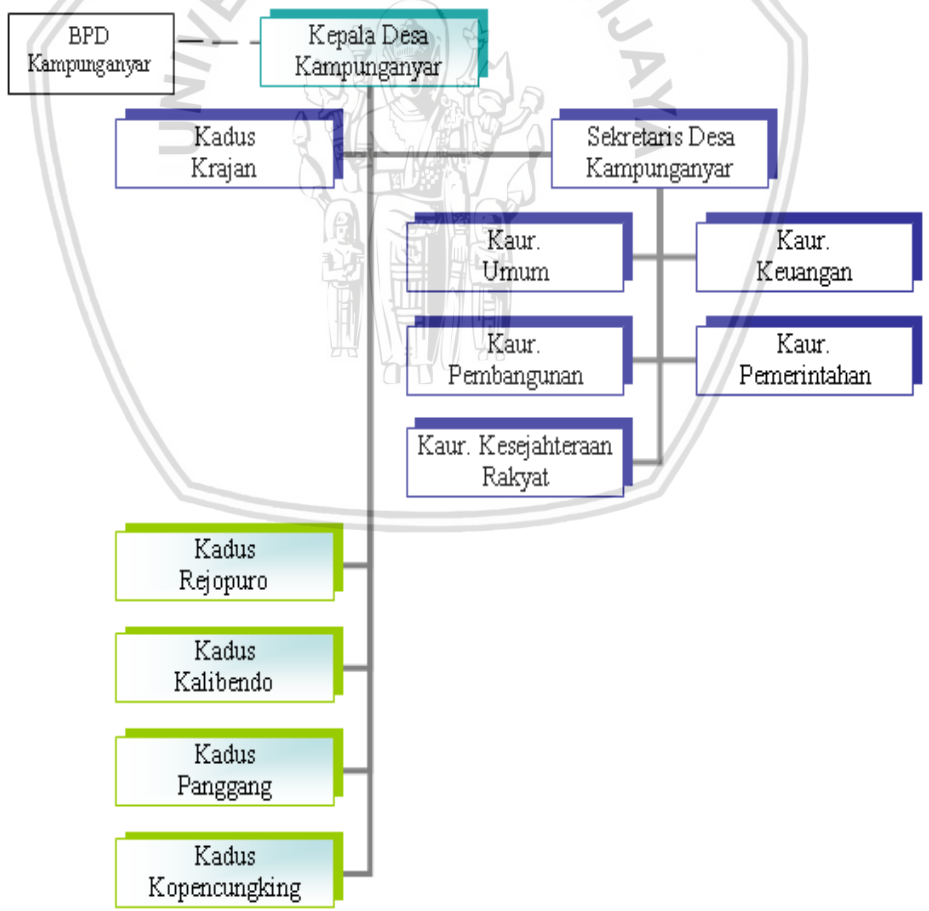 BPD
Kampunganyar
Kepala Desa
Kampunganyar
Kadus
Krajan
Sekretaris Desa
Kampunganyar
Kaur.
Umum
Kaur.
Keuangan
Kaur.
Pembangunan
Kaur.
Pemerintahan
Kaur. Kesejahteraan
Rakyat
Kadus
Rejopuro
Kadus
Kalibendo
Kadus
Panggang
Kadus
Kopencungking